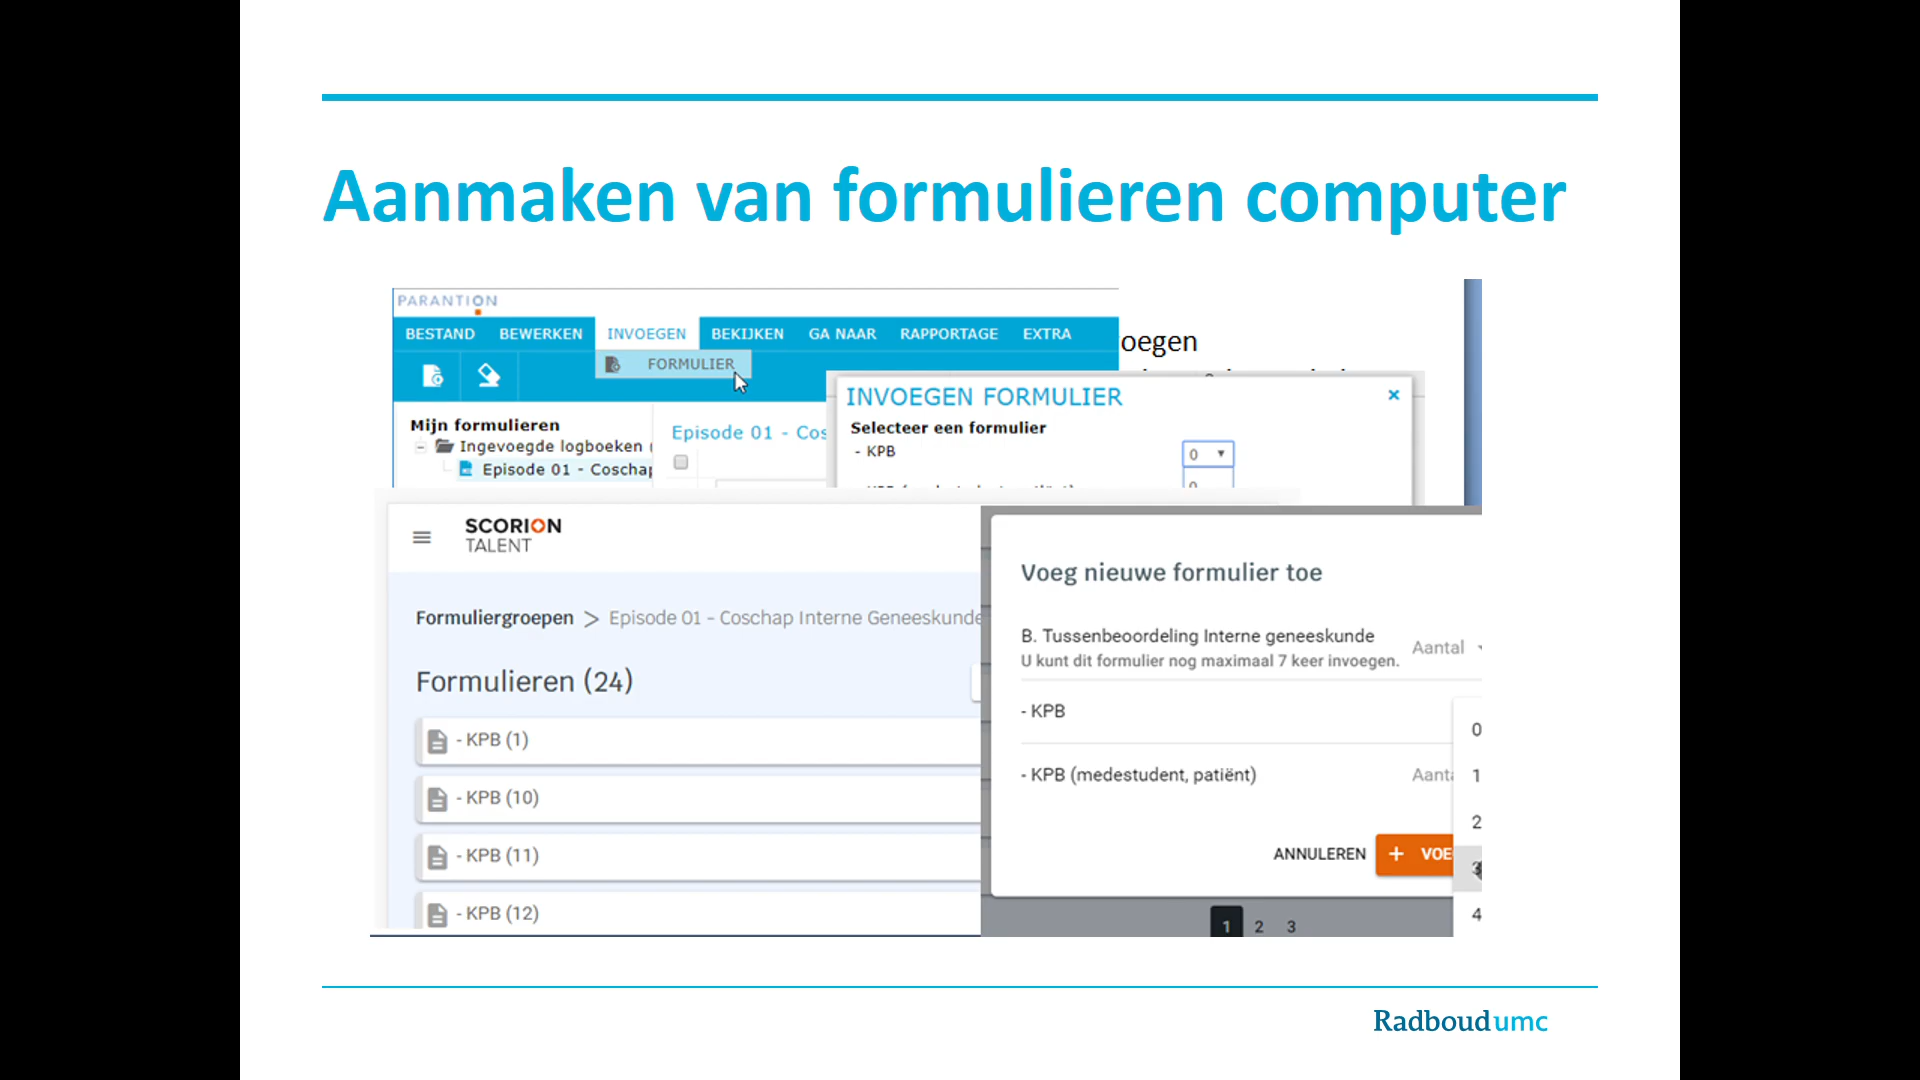 Aanmaken van formulieren computer
PARANTION
BESTAND BEWERKEN INVOEGEN BEKIJKEN GA NAAR RAPPORTAGE EXTRA
FORMULIER
oegen
Mijn formulieren
Ingevoegde logboeken
Episode 01 - Coschap
Episode 01 - Cos
INVOEGEN FORMULIER ×
Selecteer een formulier
- KPB
0
0
SCORION
TALENT
Formuliergroepen > Episode 01 - Coschap Interne Geneeskunde
Formulieren (24)
- KPB (1)
- KPB (10)
- KPB (11)
- KPB (12)
Voeg nieuwe formulier toe
B. Tussenbeoordeling Interne geneeskunde
U kunt dit formulier nog maximaal 7 keer invoegen.
Aantal
- KPB
- KPB (medestudent, patiënt)
Aanta
0
1
2
3
4
ANNULEREN + VOE
1 2 3
Radboudumc